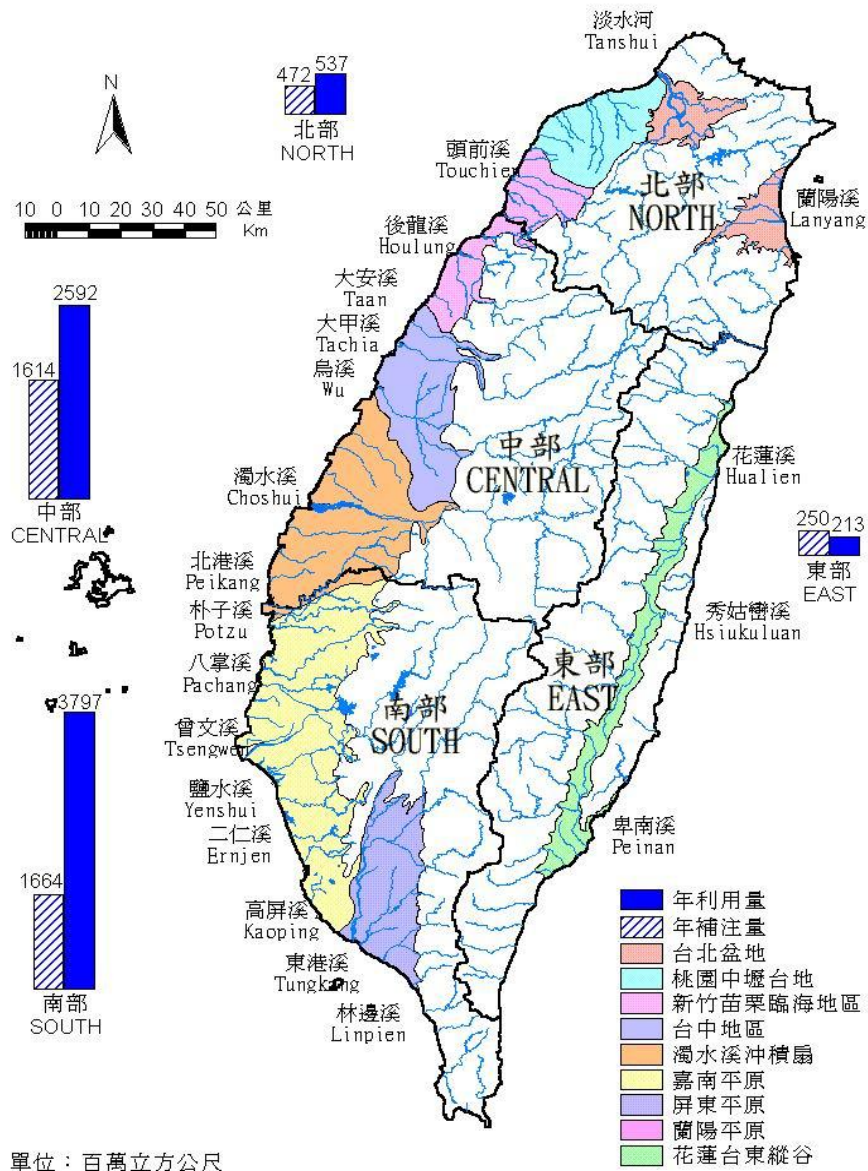 淡水河
Tanshui
N
472
537
北部
NORTH
頭前溪
Touchien
北部
NORTH
蘭陽溪
Lanyang
10 0 10 20 30 40 50 公里
Km
後龍溪
Houlung
大安溪
Taan
大甲溪
Tachia
烏溪
Wu
2592
1614
中部
CENTRAL
中部
CENTRAL
濁水溪
Choshui
花蓮溪
Hualien
250 213
東部
EAST
北港溪
Peikang
朴子溪
Potzu
八掌溪
Pachang
秀姑巒溪
Hsiukuluan
東部
EAST
南部
SOUTH
曾文溪
Tsengwen
鹽水溪
Yenshui
二仁溪
Ernjen
卑南溪
Peinan
3797
1664
南部
SOUTH
高屏溪
Kaoping
東港溪
Tungkang
林邊溪
Linpien
年利用量
年補注量
台北盆地
桃園中壢台地
新竹苗栗臨海地區
台中地區
濁水溪沖積扇
嘉南平原
屏東平原
蘭陽平原
花蓮台東縱谷
單位：百萬立方公尺